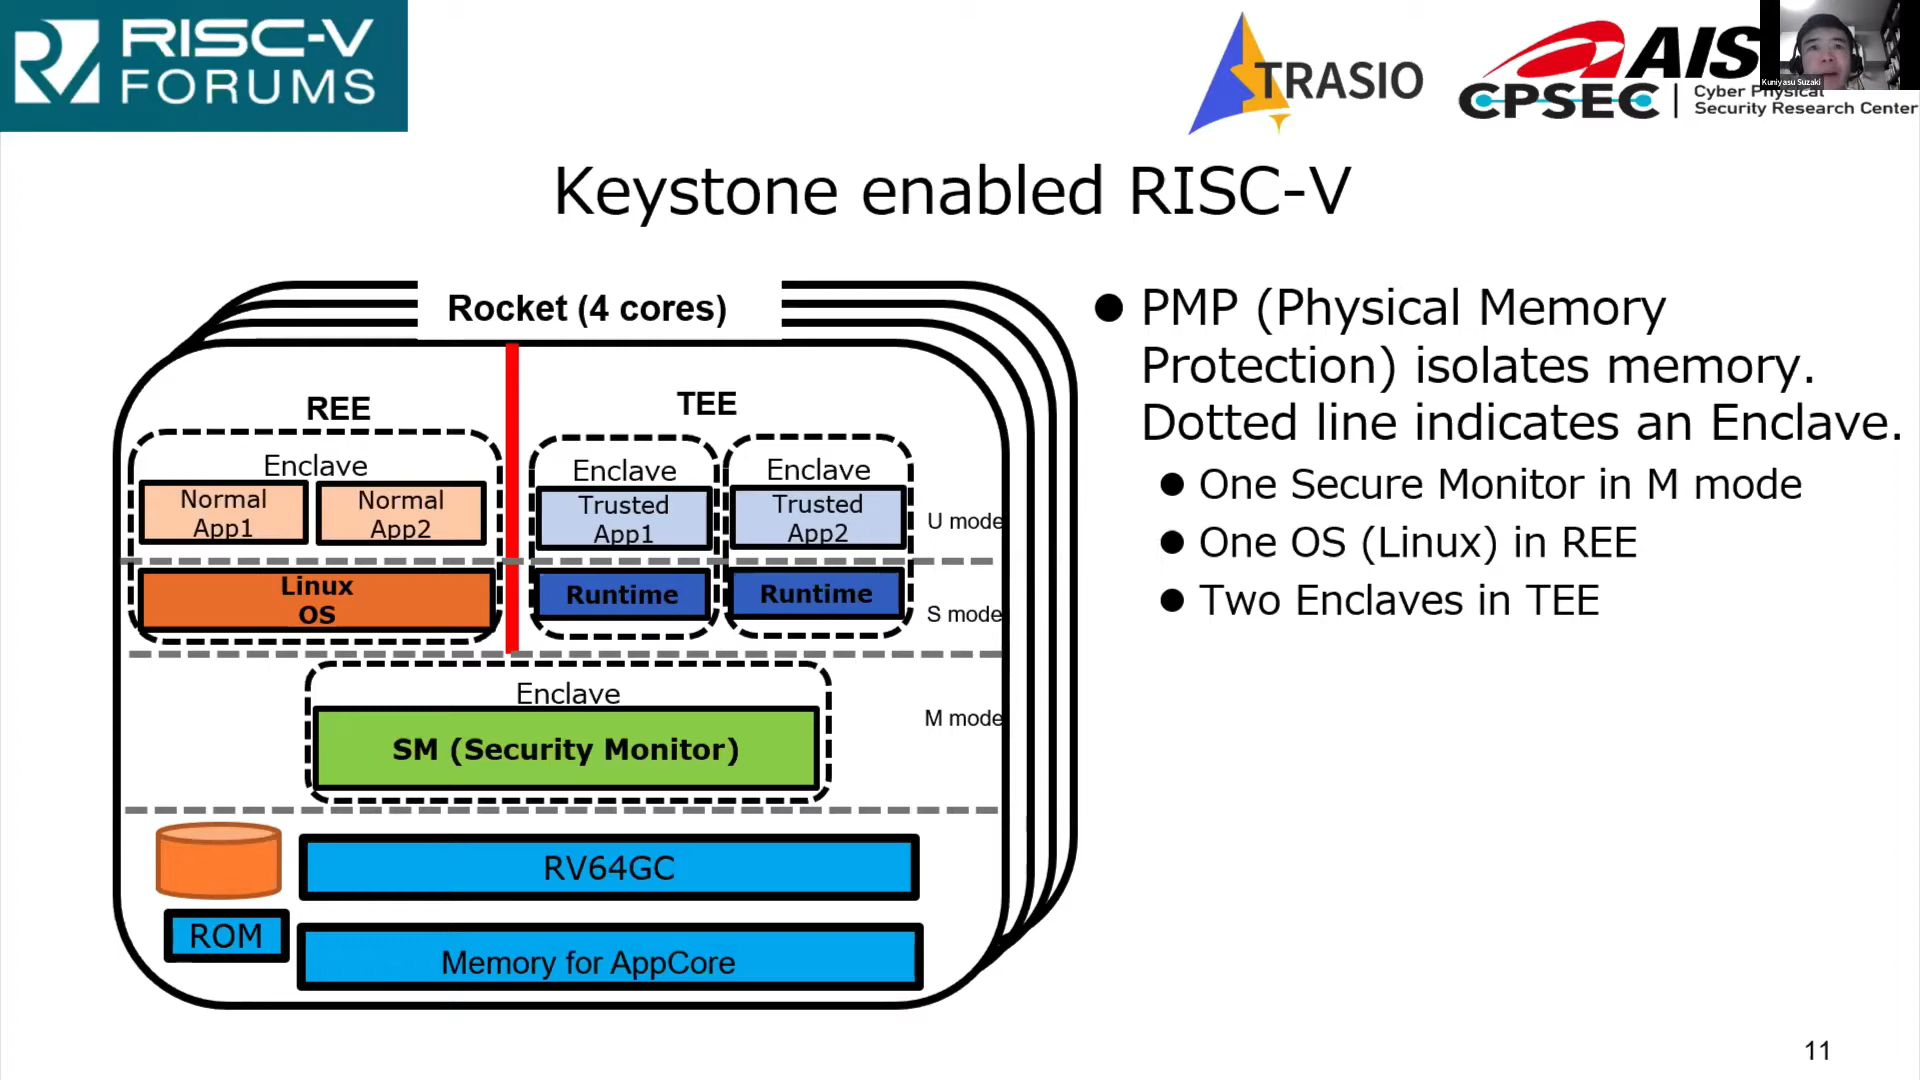 RISC-V
FORUMS
TRASIO
AIS
CPSEC
Cyber Physical
Security Research Center
Kuniyasu Suzaki
Keystone enabled RISC-V
Rocket (4 cores)
REE
TEE
Enclave
Normal
App1
Normal
App2
Enclave
Trusted
App1
Enclave
Trusted
App2
U mode
Linux
OS
Runtime
Runtime
S mode
Enclave
SM (Security Monitor)
M mode
RV64GC
ROM
Memory for AppCore
● PMP (Physical Memory
Protection) isolates memory.
Dotted line indicates an Enclave.
● One Secure Monitor in M mode
● One OS (Linux) in REE
● Two Enclaves in TEE
11